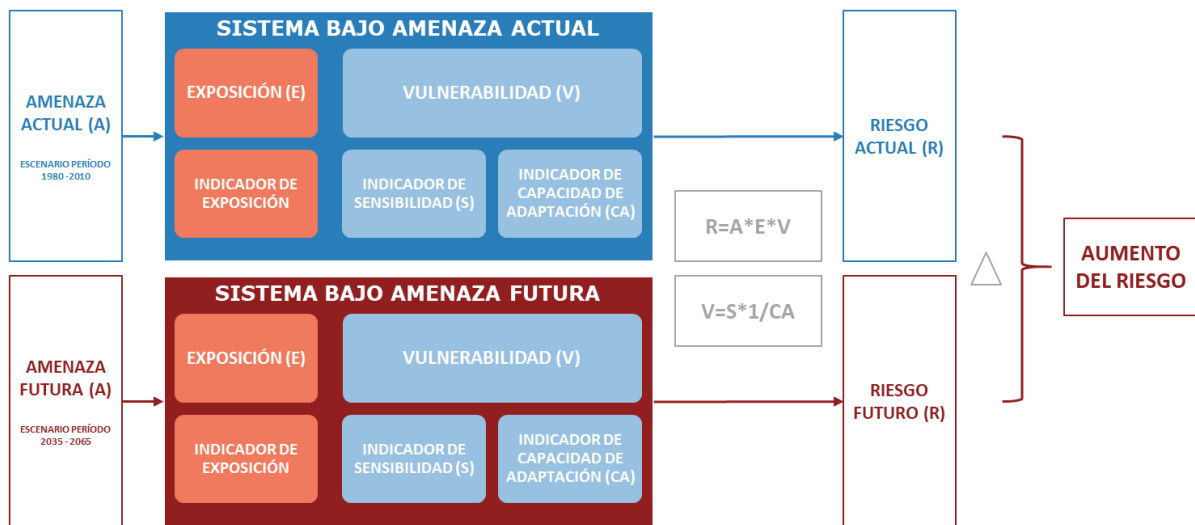 AMENAZA
ACTUAL (A)
ESCENARIO PERÍODO
1980 -2010
SISTEMA BAJO AMENAZA ACTUAL
EXPOSICIÓN (E)
VULNERABILIDAD (V)
INDICADOR DE
EXPOSICIÓN
INDICADOR DE
SENSIBILIDAD (S)
INDICADOR DE
CAPACIDAD DE
ADAPTACIÓN (CA)
RIESGO
ACTUAL (R)
R=A*E*V
AMENAZA
FUTURA (A)
ESCENARIO PERÍODO
2035 - 2065
SISTEMA BAJO AMENAZA FUTURA
EXPOSICIÓN (E)
VULNERABILIDAD (V)
INDICADOR DE
EXPOSICIÓN
INDICADOR DE
SENSIBILIDAD (S)
INDICADOR DE
CAPACIDAD DE
ADAPTACIÓN (CA)
V=S*1/CA
RIESGO
FUTURO (R)
AUMENTO
DEL RIESGO